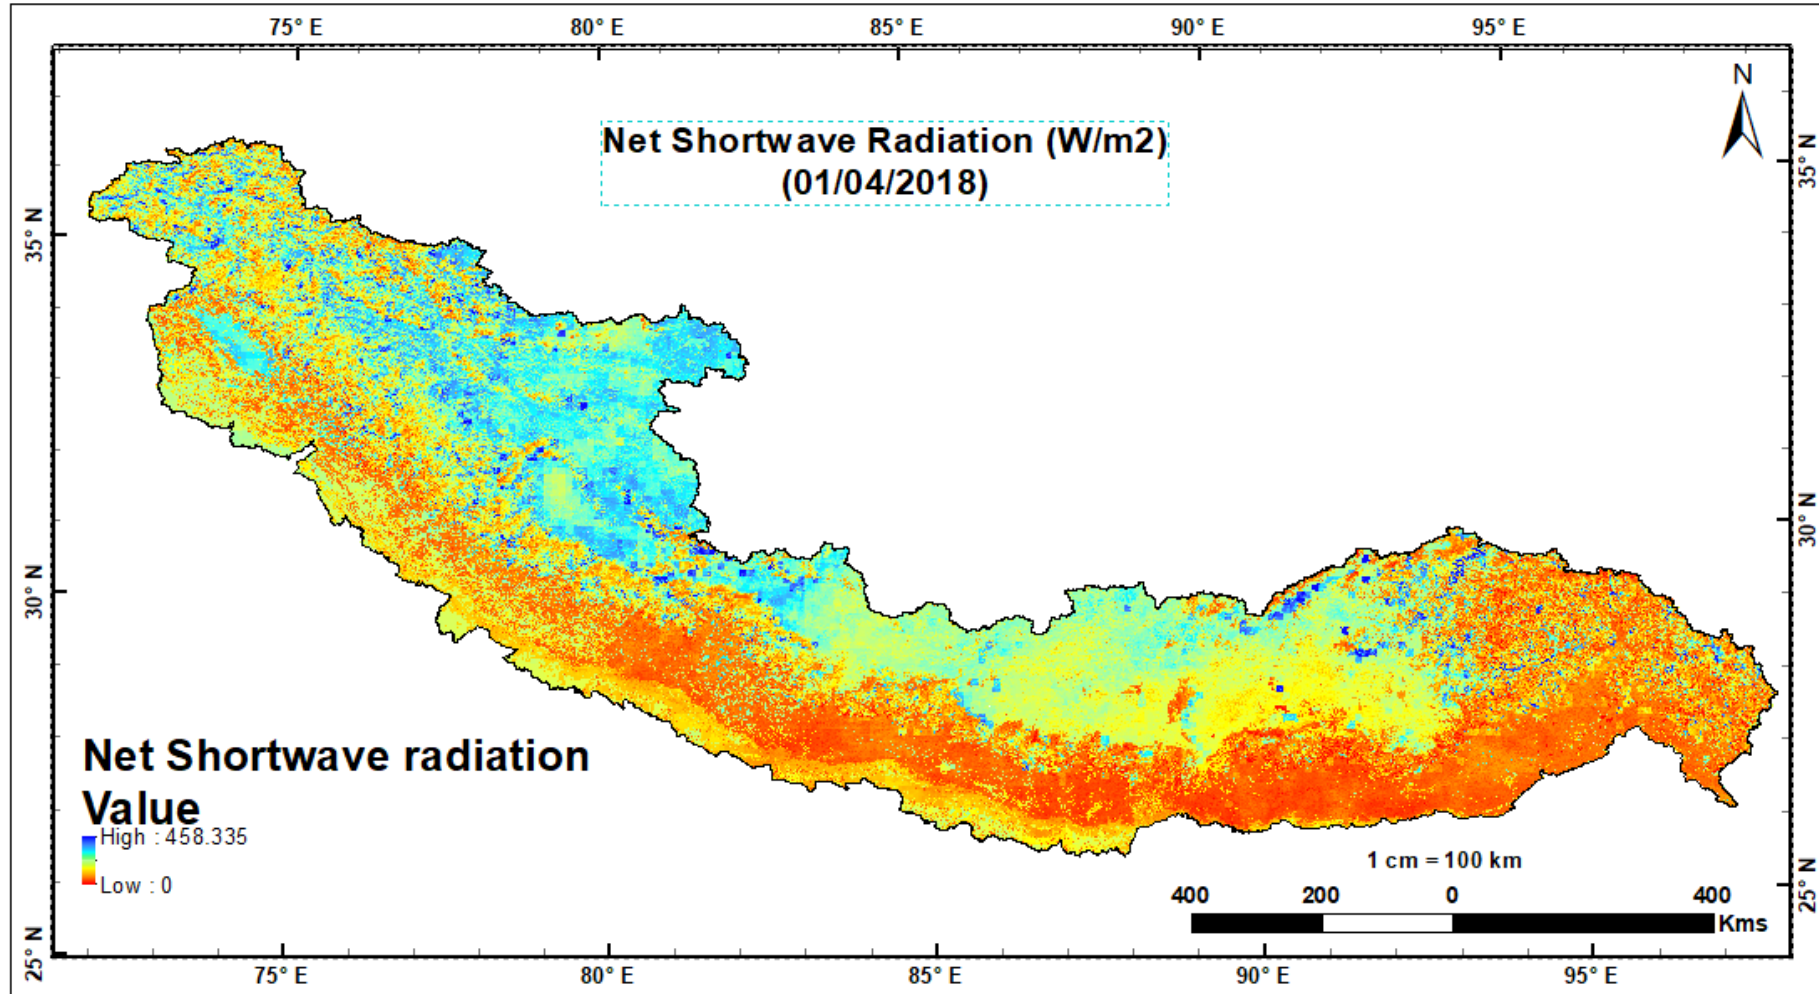 75° E 80° E 85° E 90° E 95° E
N
Net Shortwave Radiation (W/m2)
(01/04/2018)
35° N
35° N
30° N
30° N
Net Shortwave radiation
Value
High : 458.335
Low : 0
1 cm = 100 km
400 200 0 400
Kms
25° N
25° N
75° E 80° E 85° E 90° E 95° E